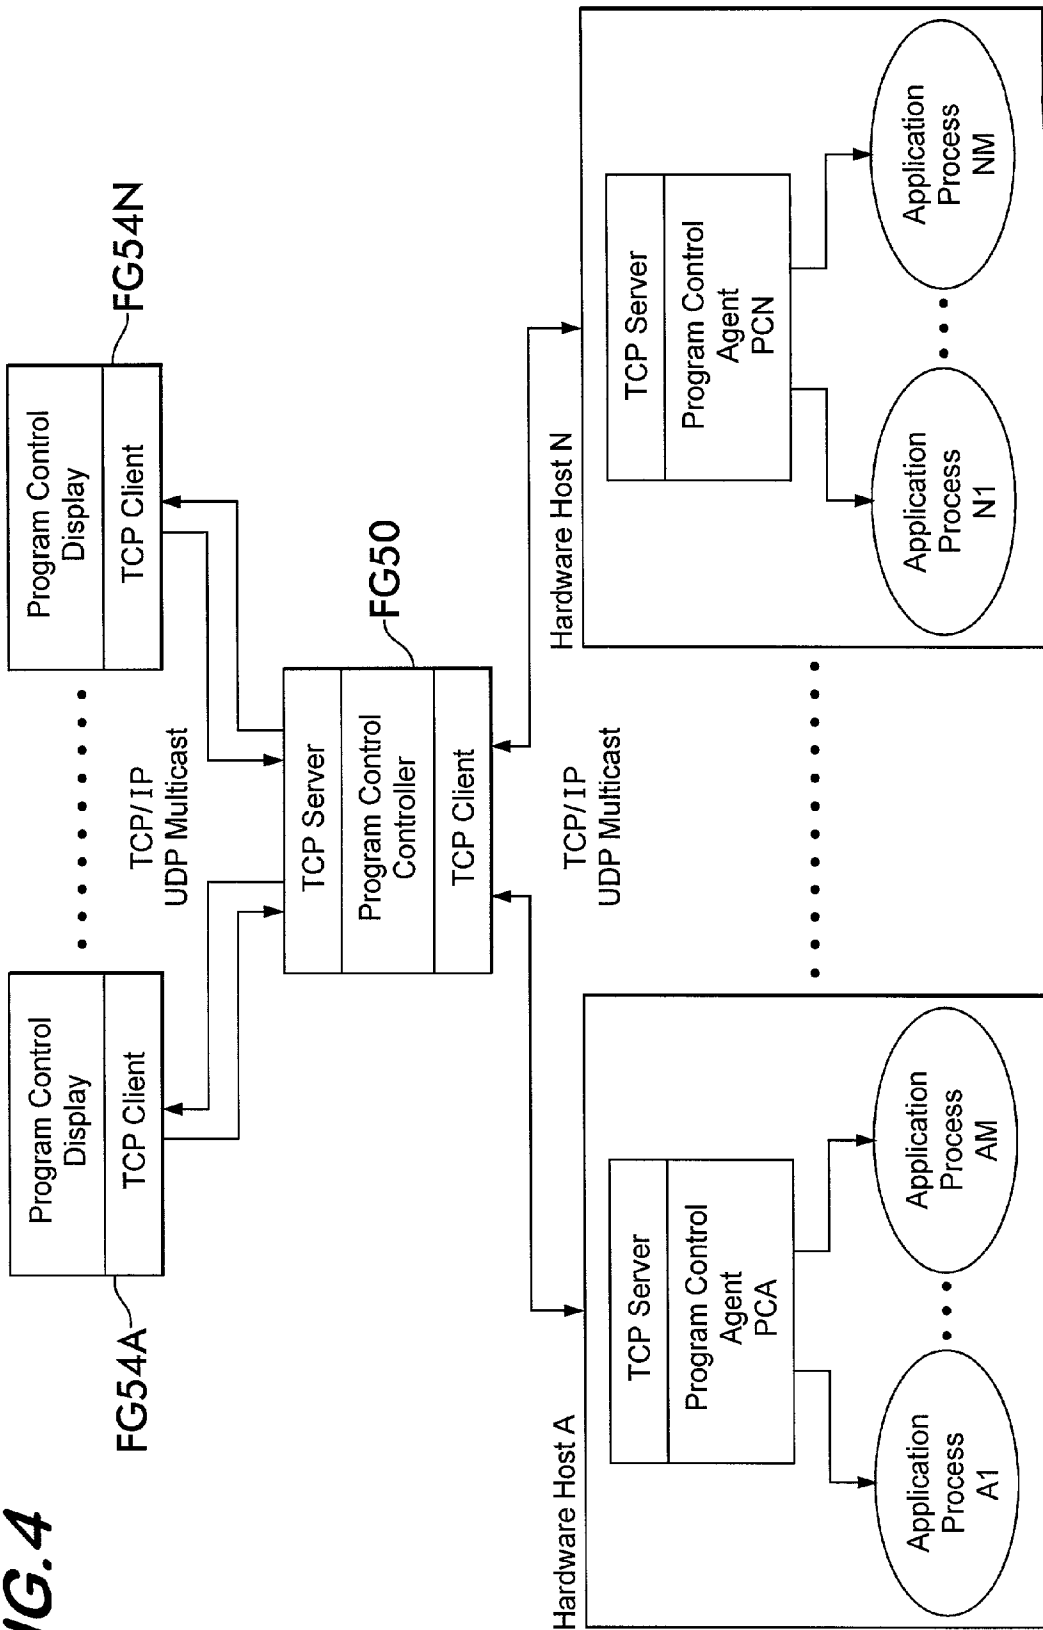 IG.4
FG54A
Program Control
Display
TCP Client
Program Control
Display
TCP Client
FG54N
TCP/IP
UDP Multicast
TCP Server
Program Control
Controller
TCP Client
FG50
TCP/IP
UDP Multicast
Hardware Host A
TCP Server
Program Control
Agent
PCA
Application
Process
A1
Application
Process
AM
Hardware Host N
TCP Server
Program Control
Agent
PCN
Application
Process
N1
Application
Process
NM